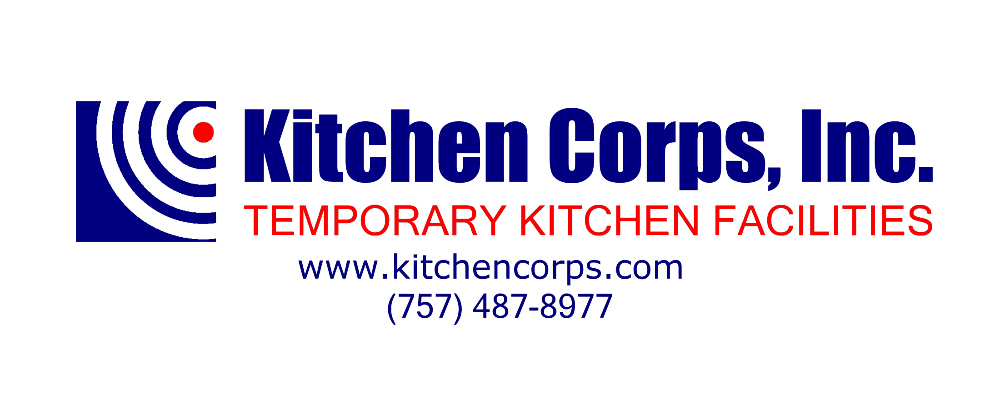 Kitchen Corps, Inc.
TEMPORARY KITCHEN FACILITIES
www.kitchencorps.com
(757) 487-8977